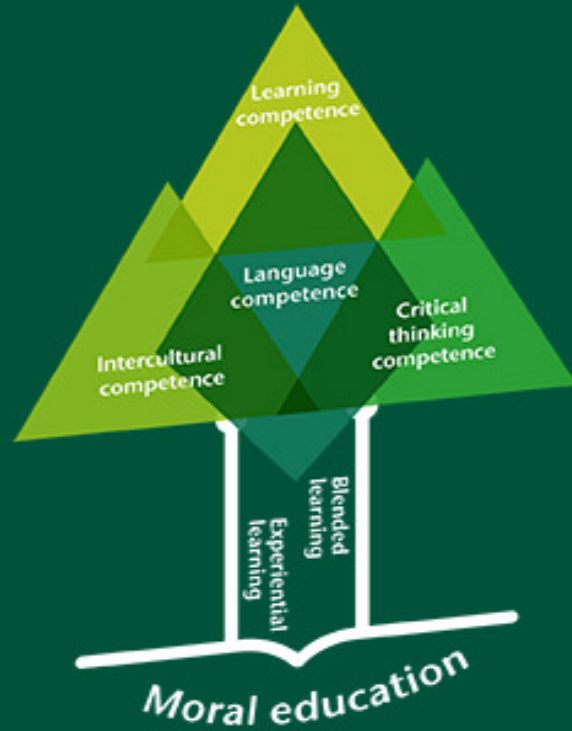 Learning
competence
Language
competence
Intercultural
competence
Critical
thinking
competence
Experiential
learning
Blended
learning
Moral education